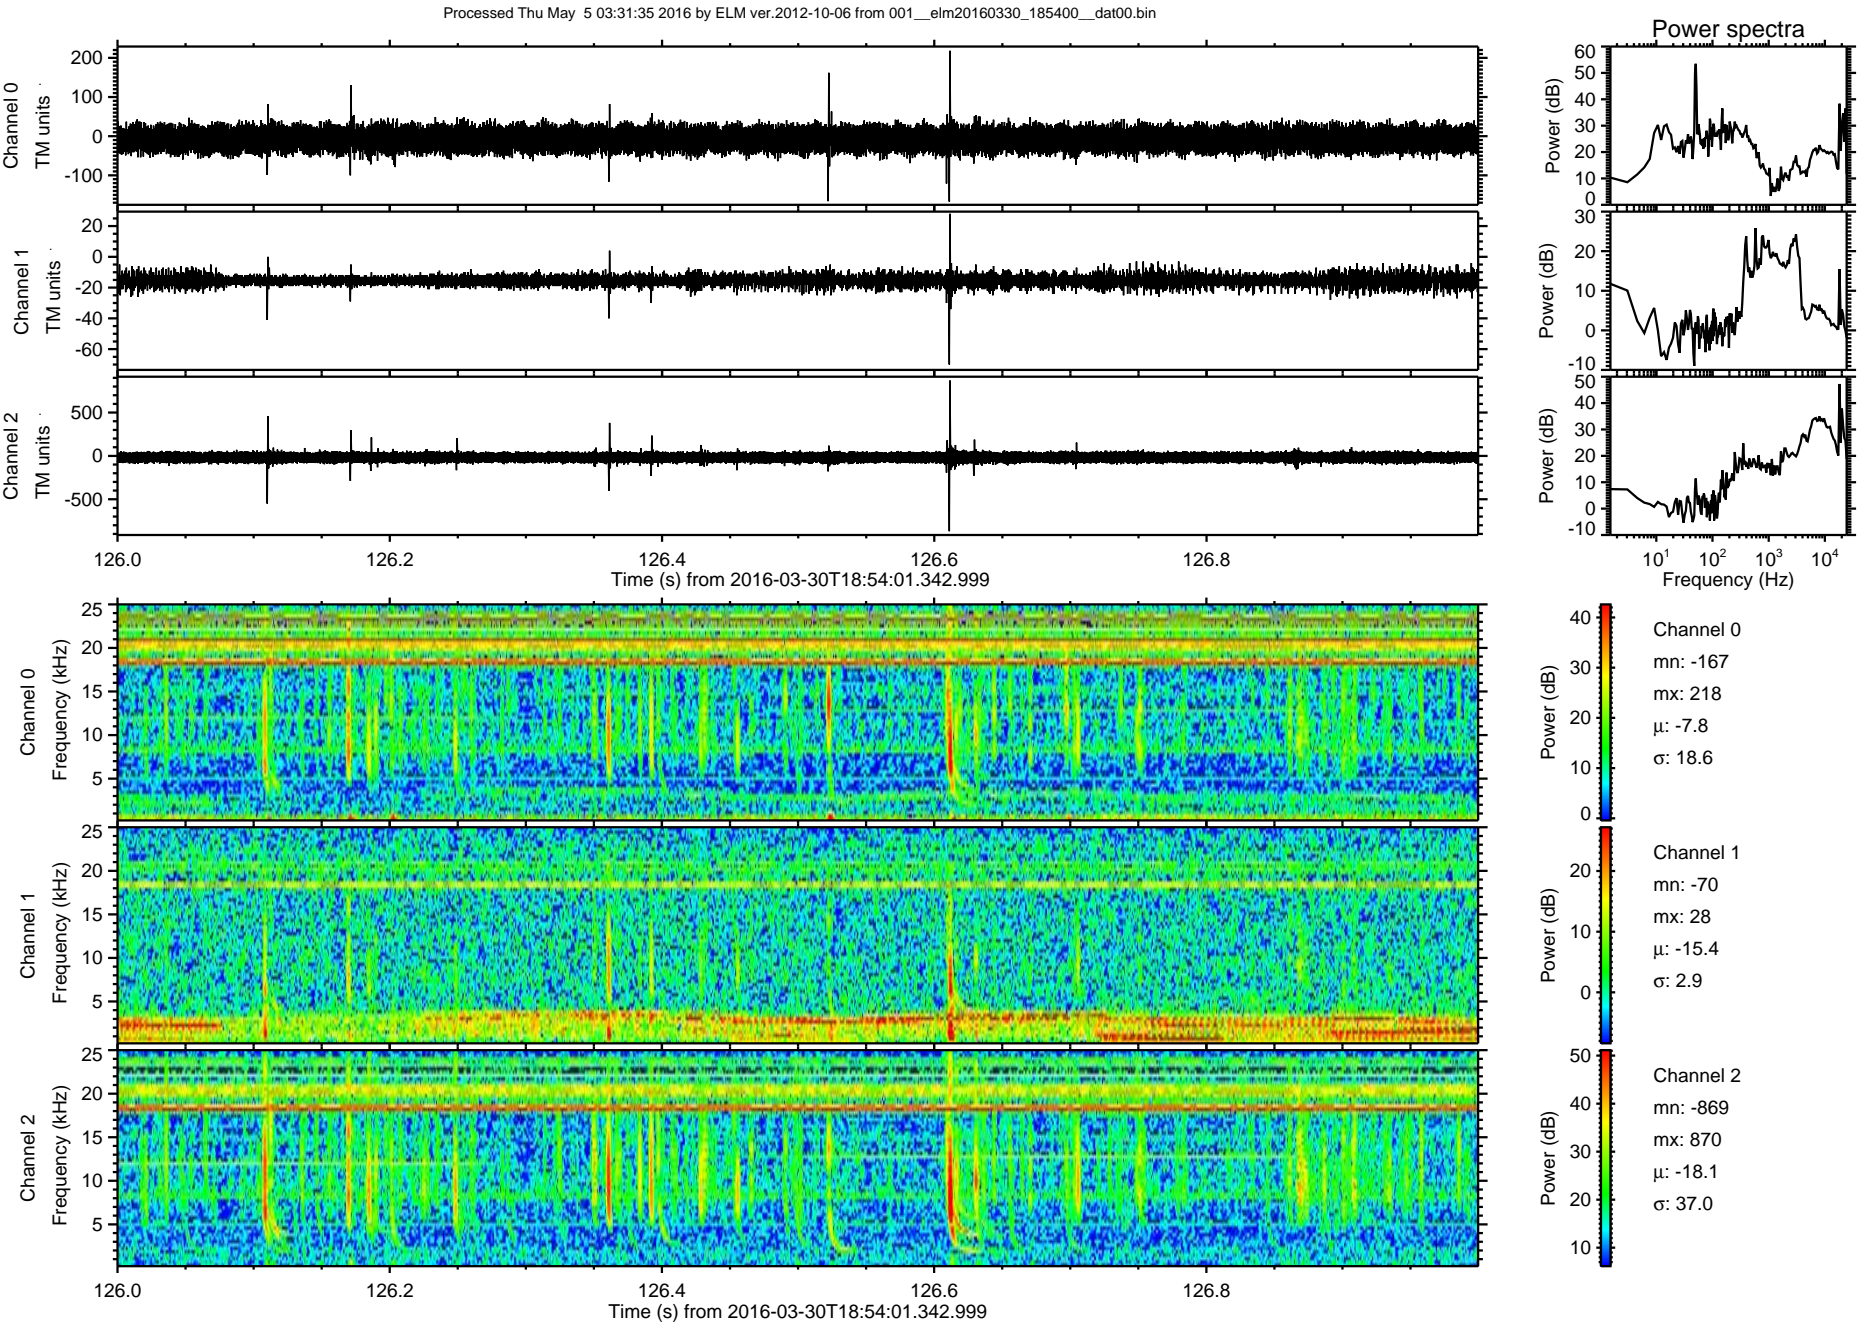 Processed Thu May  5 03:31:35 2016 by ELM ver.2012-10-06 from 001__elm20160330_185400__dat00.bin
Power spectra
Channel 0
TM units
200
100
0
-100
Power (dB)
60
50
40
30
20
10
0
Channel 1
TM units
20
0
-20
-40
-60
Power (dB)
30
20
10
0
-10
Channel 2
TM units
500
0
-500
Power (dB)
50
40
30
20
10
0
-10
126.0 126.2 126.4 126.6 126.8
Time (s) from 2016-03-30T18:54:01.342.999
10^1 10^2 10^3 10^4
Frequency (Hz)
Channel 0
Frequency (kHz)
25
20
15
10
5
Power (dB)
40
30
20
10
0
Channel 0
mn: -167
mx: 218
μ: -7.8
σ: 18.6
Channel 1
Frequency (kHz)
25
20
15
10
5
Power (dB)
20
10
0
Channel 1
mn: -70
mx: 28
μ: -15.4
σ: 2.9
Channel 2
Frequency (kHz)
25
20
15
10
5
Power (dB)
50
40
30
20
10
Channel 2
mn: -869
mx: 870
μ: -18.1
σ: 37.0
126.0 126.2 126.4 126.6 126.8
Time (s) from 2016-03-30T18:54:01.342.999